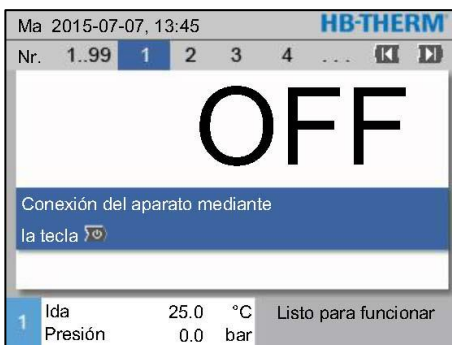 Ma 2015-07-07, 13:45 HB-THERM
Nr. 1..99 1 2 3 4 ...
OFF
Conexión del aparato mediante
la tecla
1 Ida 25.0 °C Listo para funcionar
Presión 0.0 bar